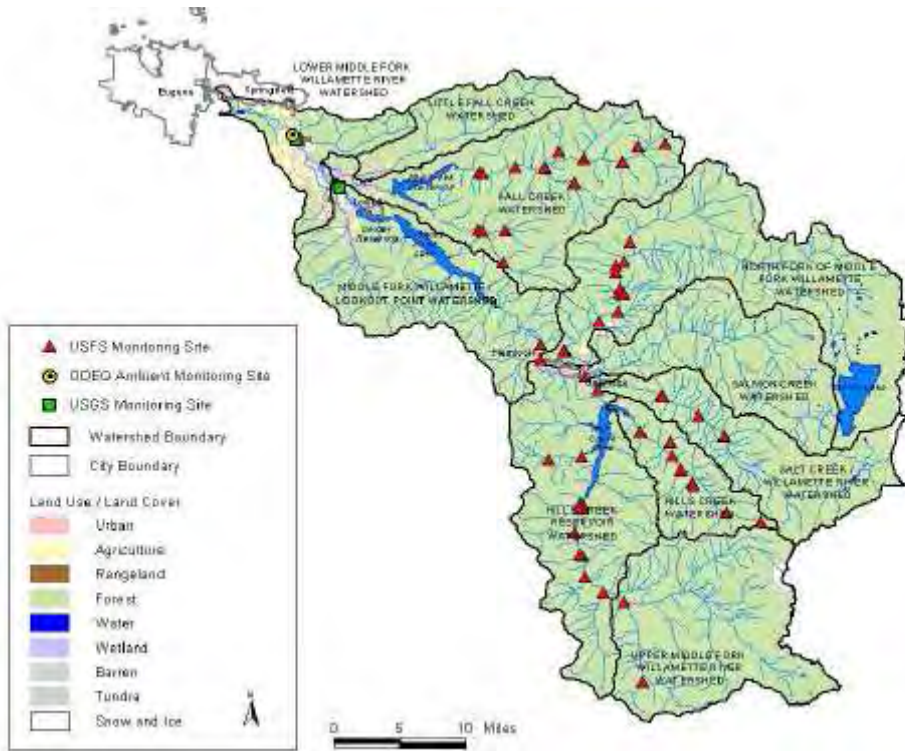 LOWER MIDDLE FORK
WILLAMETTE RIVER
WATERSHED
Eugene
Springfield
LITTLE FALL CREEK
WATERSHED
FALL CREEK
WATERSHED
NORTH FORK OF MIDDLE
FORK WILLAMETTE
WATERSHED
MIDDLE FORK WILLAMETTE /
LOOKOUT POINT WATERSHED
SALMON CREEK
WATERSHED
SALT CREEK /
WILLAMETTE RIVER
WATERSHED
HILLS CREEK
WATERSHED
HILLS CREEK
RESERVOIR
WATERSHED
UPPER MIDDLE FORK
WILLAMETTE RIVER
WATERSHED
USFS Monitoring Site
ODEQ Ambient Monitoring Site
USGS Monitoring Site
Watershed Boundary
City Boundary
Land Use / Land Cover
Urban
Agriculture
Rangeland
Forest
Water
Wetland
Barren
Tundra
Snow and Ice
N
0 5 10 Miles